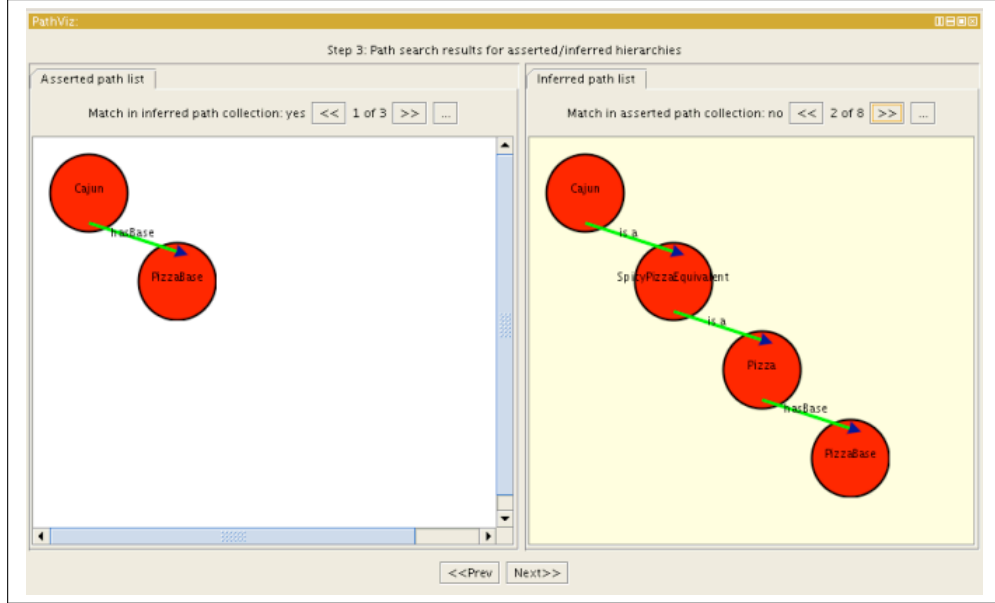 PathViz:
Step 3: Path search results for asserted/inferred hierarchies
Asserted path list
Match in inferred path collection: yes << 1 of 3 >> ...
Cajun
hasBase
PizzaBase
Inferred path list
Match in asserted path collection: no << 2 of 8 >> ...
Cajun
is a
SpicyPizzaEquivalent
is a
Pizza
hasBase
PizzaBase
<<Prev Next>>